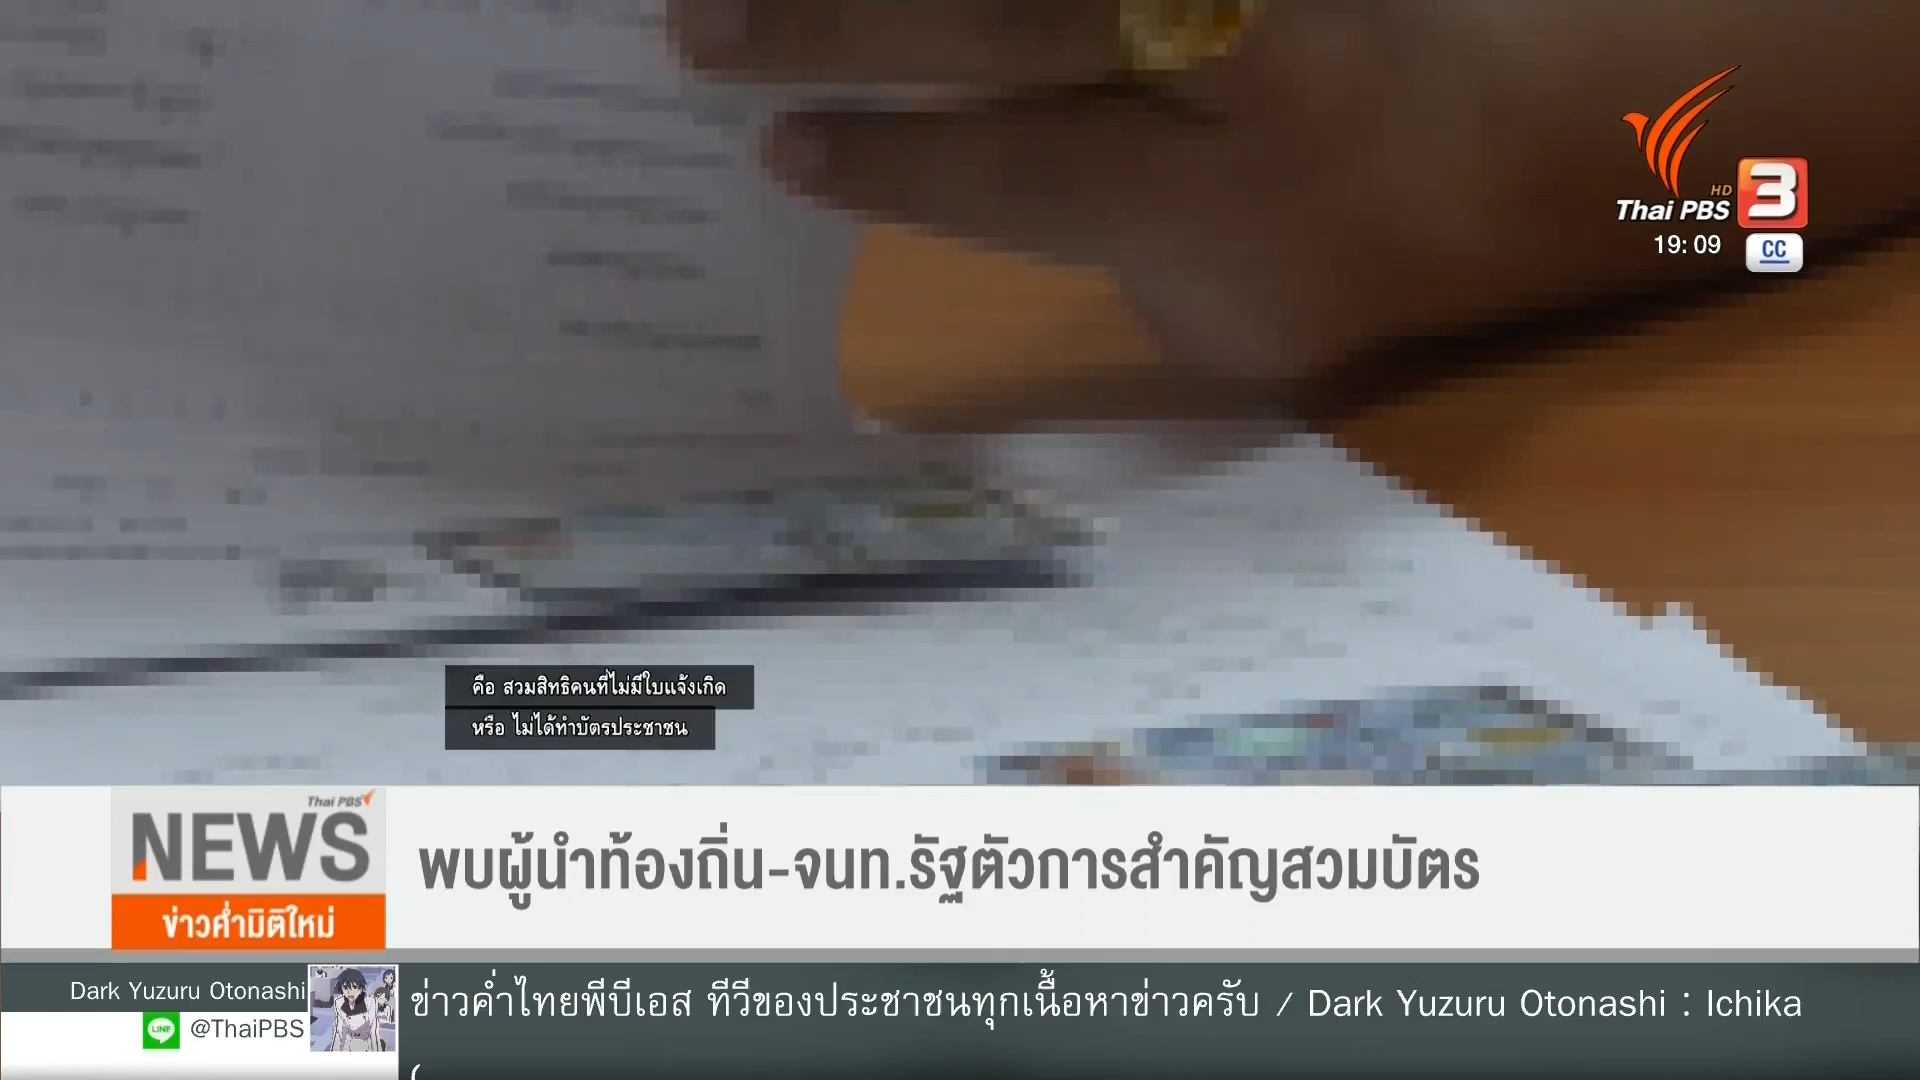 HD
Thai PBS 3
19:09
CC
คือ สวมสิทธิคนที่ไม่มีใบแจ้งเกิด
หรือ ไม่ได้ทำบัตรประชาชน
Thai PBS
NEWS
ข่าวค่ำมิติใหม่
พบผู้นำท้องถิ่น-จนท.รัฐตัวการสำคัญสวมบัตร
Dark Yuzuru Otonashi
LINE @ThaiPBS
ข่าวค่ำไทยพีบีเอส ทีวีของประชาชนทุกเนื้อหาข่าวครับ / Dark Yuzuru Otonashi : Ichika